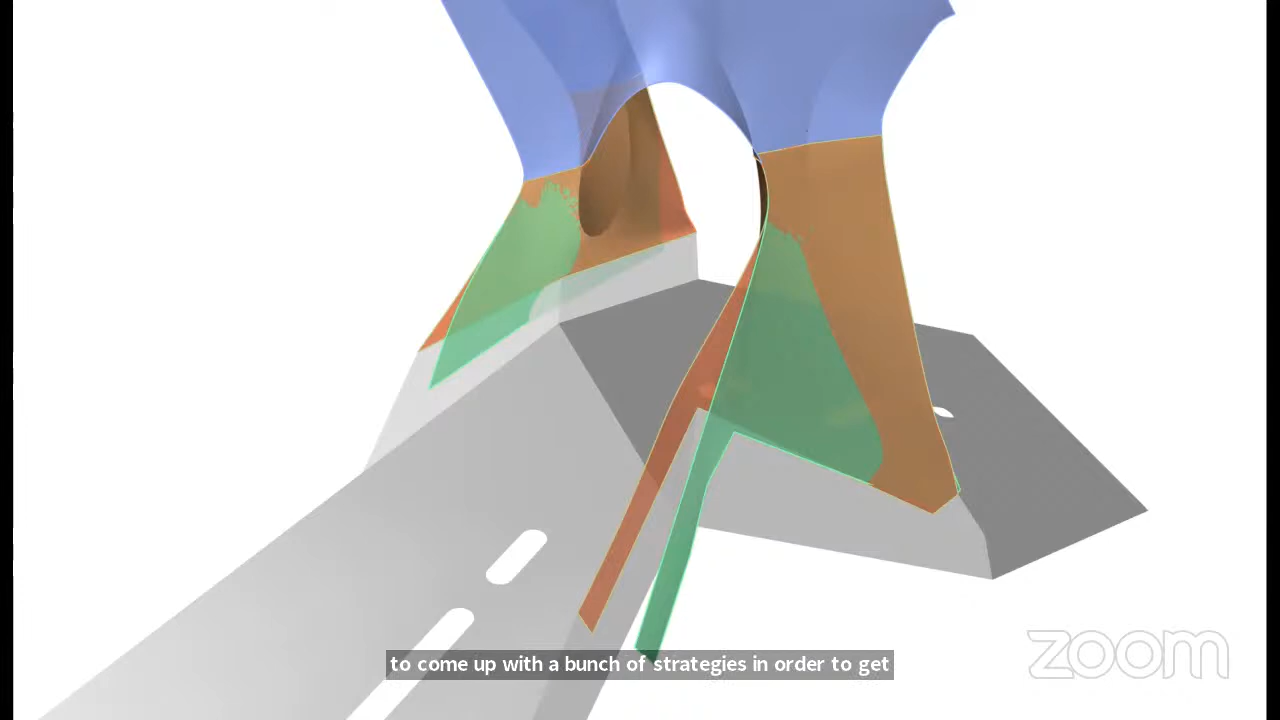 to come up with a bunch of strategies in order to get
zoom